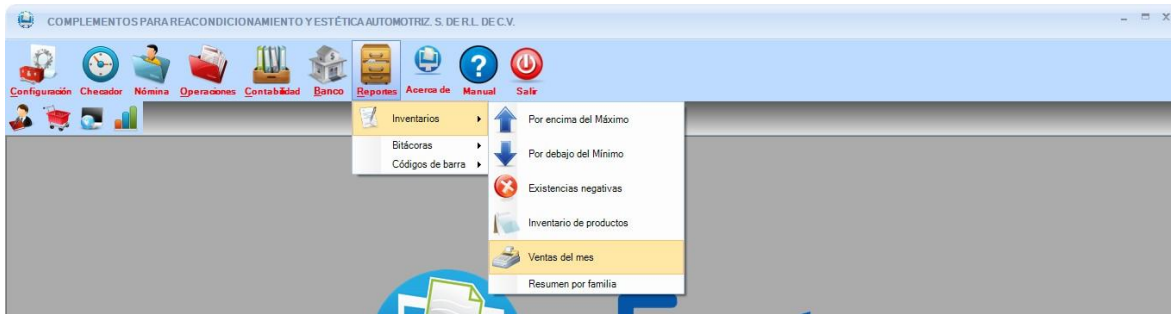 COMPLEMENTOS PARA REACONDICIONAMIENTO Y ESTÉTICA AUTOMOTRIZ. S. DE R.L. DE C.V.
Configuración Checador Nómina Operaciones Contabilidad Banco Reportes Acerca de Manual Salir
Inventarios
Bitácoras
Códigos de barra
Por encima del Máximo
Por debajo del Mínimo
Existencias negativas
Inventario de productos
Ventas del mes
Resumen por familia